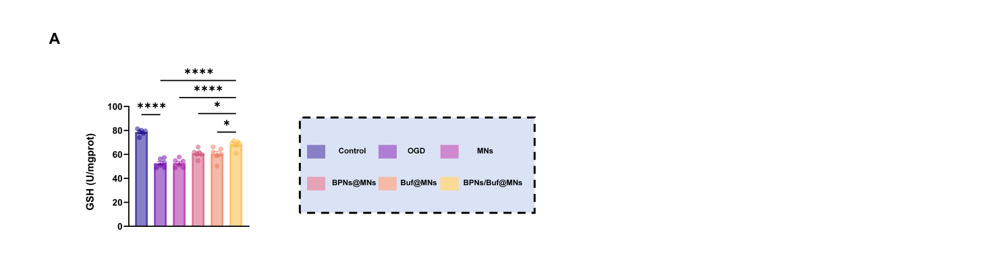 A
****
****
*
*
****
100
80
60
40
20
0
GSH (U/mgprot)
Control OGD MNs
BPNs@MNs Buf@MNs BPNs/Buf@MNs